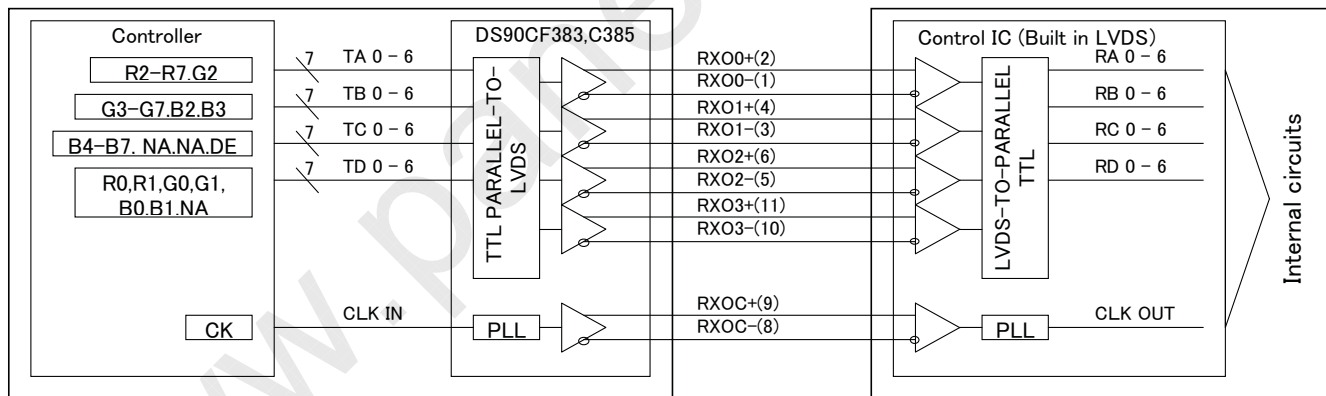 Controller
R2-R7.G2
G3-G7.B2.B3
B4-B7. NA.NA.DE
R0,R1,G0,G1,
B0.B1.NA
CK
7
TA 0 - 6
7
TB 0 - 6
7
TC 0 - 6
7
TD 0 - 6
CLK IN
DS90CF383,C385
TTL PARALLEL-TO-
LVDS
PLL
RXO0+(2)
RXO0-(1)
RXO1+(4)
RXO1-(3)
RXO2+(6)
RXO2-(5)
RXO3+(11)
RXO3-(10)
RXOC+(9)
RXOC-(8)
Control IC (Built in LVDS)
LVDS-TO-PARALLEL
TTL
PLL
RA 0 - 6
RB 0 - 6
RC 0 - 6
RD 0 - 6
CLK OUT
Internal circuits
www.pane